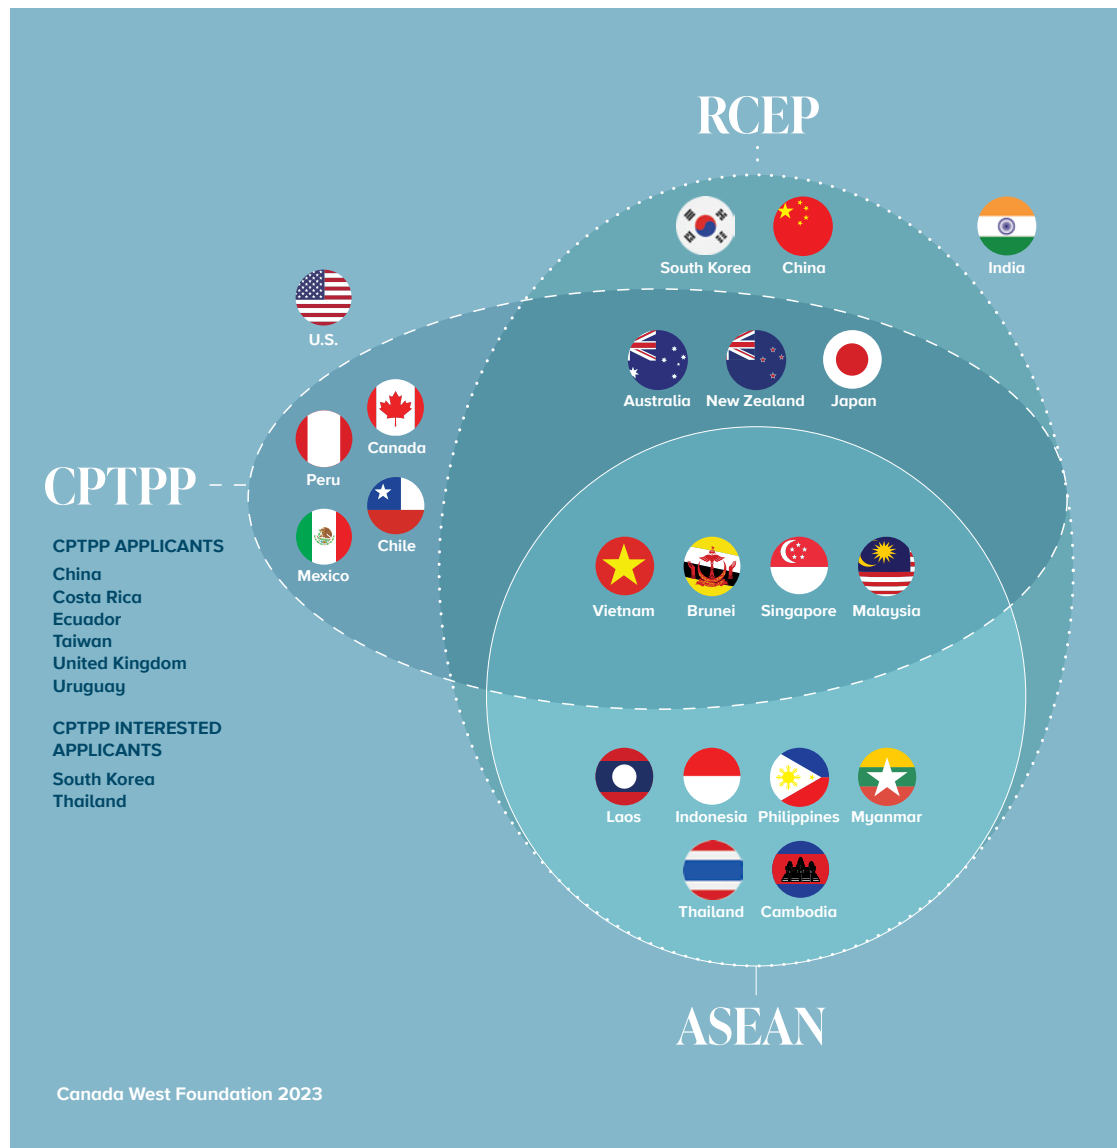 RCEP
South Korea
China
India
U.S.
Australia
New Zealand
Japan
Canada
Peru
CPTPP
Chile
Mexico
CPTPP APPLICANTS
China
Costa Rica
Ecuador
Taiwan
United Kingdom
Uruguay
CPTPP INTERESTED
APPLICANTS
South Korea
Thailand
Vietnam
Brunei
Singapore
Malaysia
Laos
Indonesia
Philippines
Myanmar
Thailand
Cambodia
ASEAN
Canada West Foundation 2023